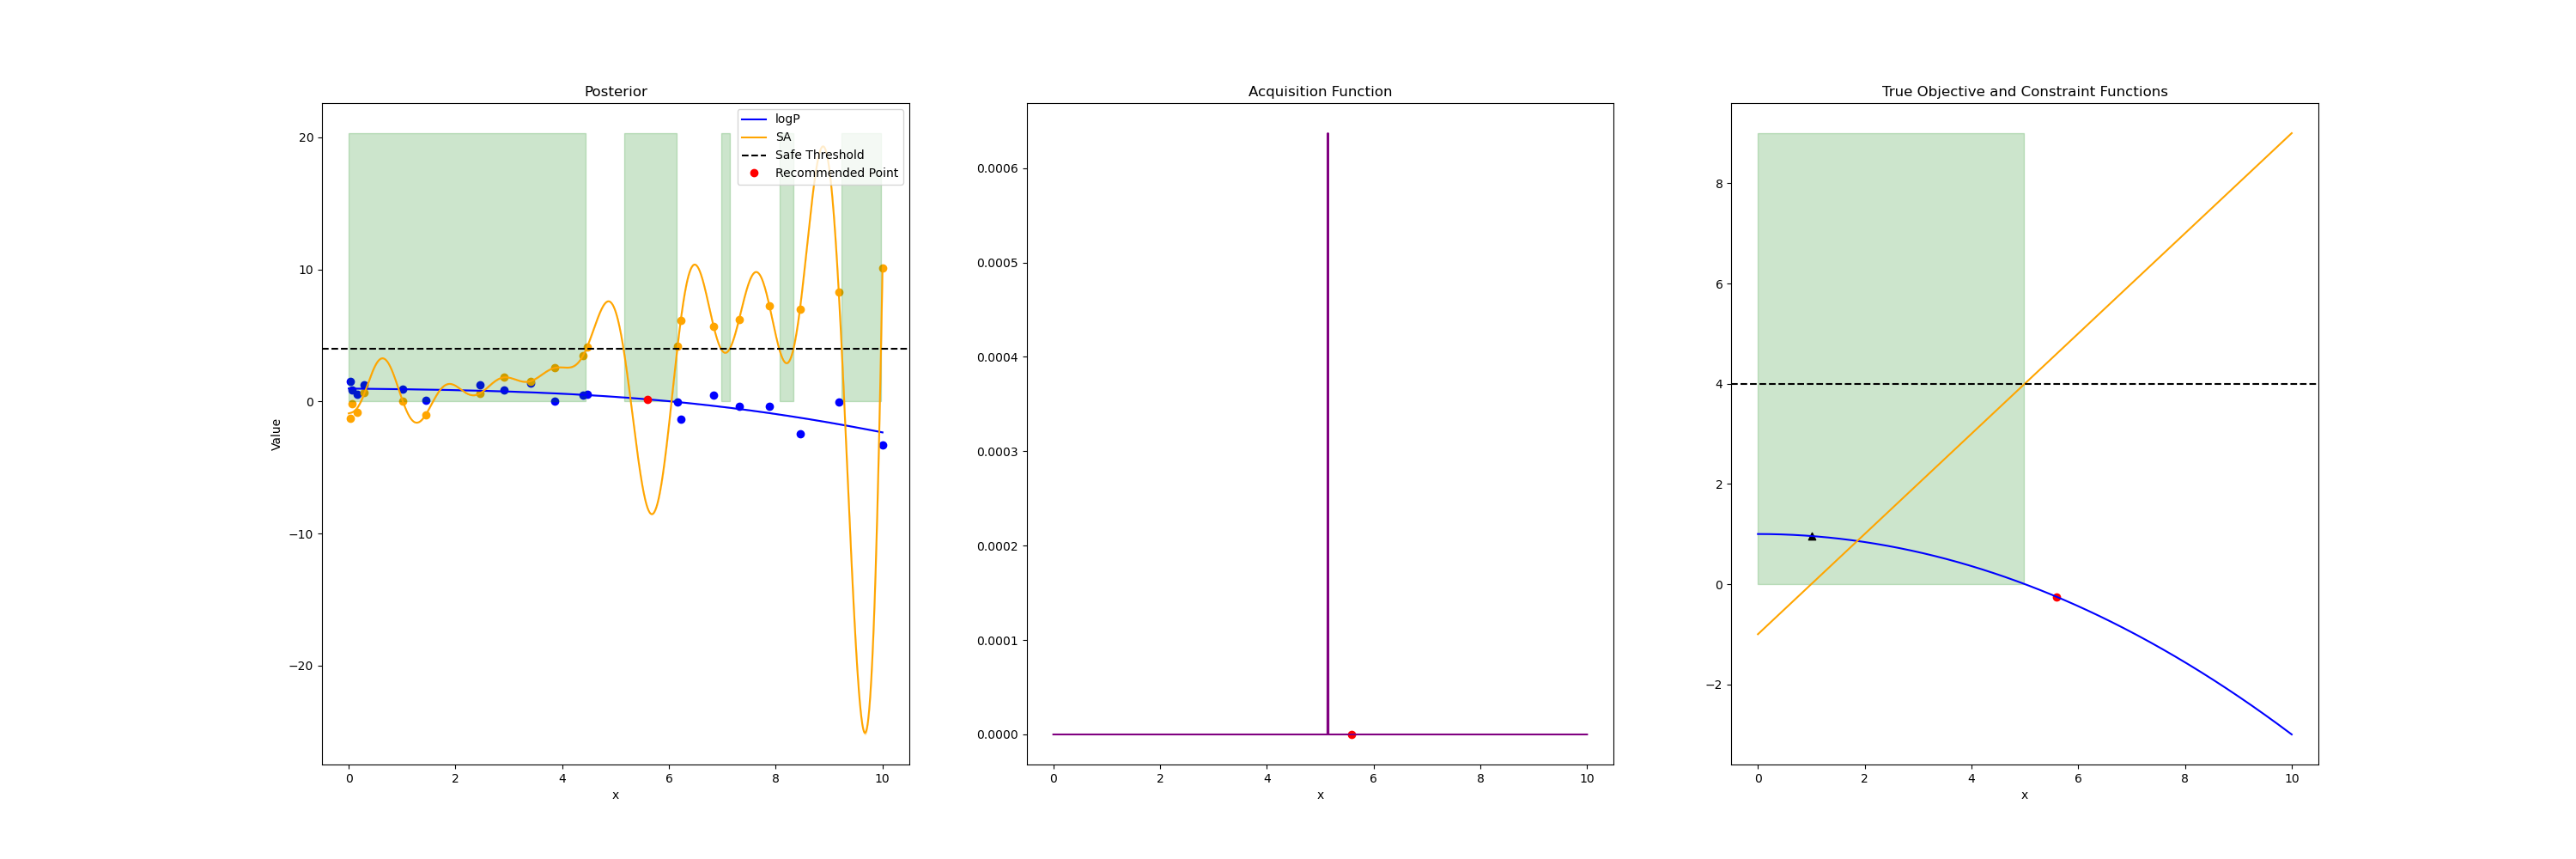 Posterior
logP
SA
Safe Threshold
Recommended Point
20
10
0
−10
−20
Value
0 2 4 6 8 10
x
Acquisition Function
0.0006
0.0005
0.0004
0.0003
0.0002
0.0001
0.0000
0 2 4 6 8 10
x
True Objective and Constraint Functions
8
6
4
2
0
−2
0 2 4 6 8 10
x